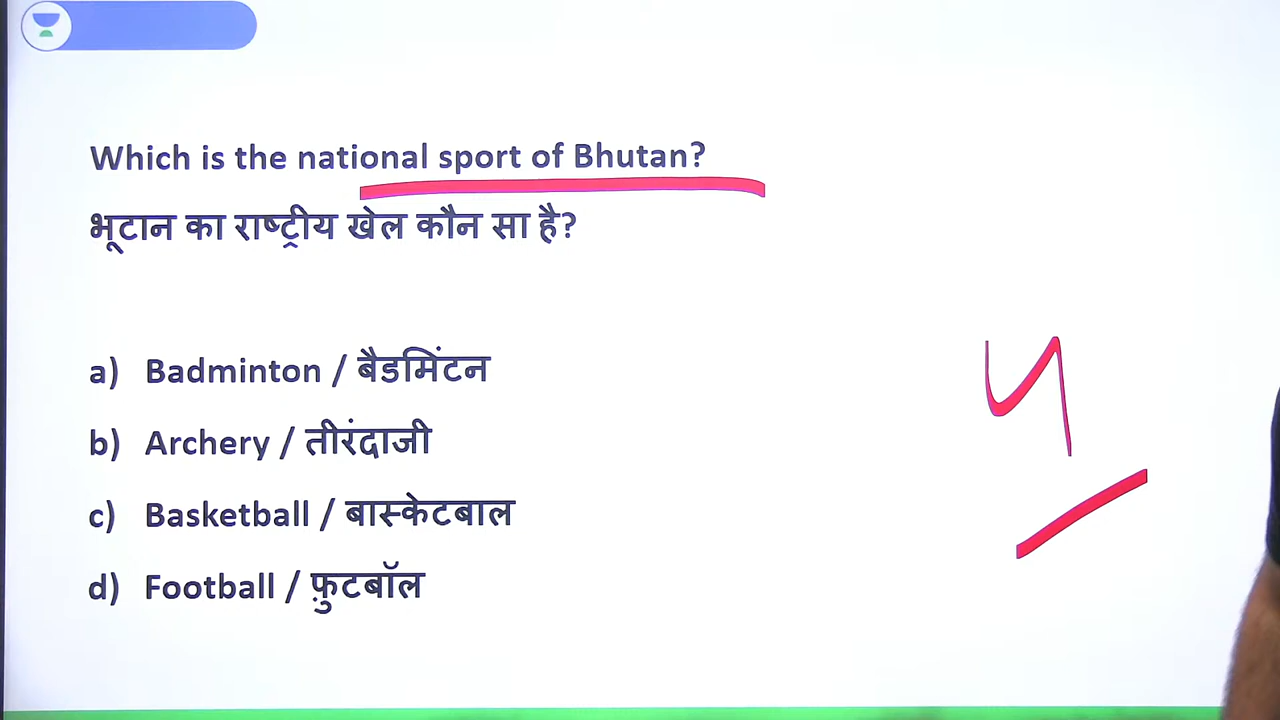 Which is the national sport of Bhutan?
भूटान का राष्ट्रीय खेल कौन सा है?
a) Badminton / बैडमिंटन
b) Archery / तीरंदाजी
c) Basketball / बास्केटबाल
d) Football / फ़ुटबॉल